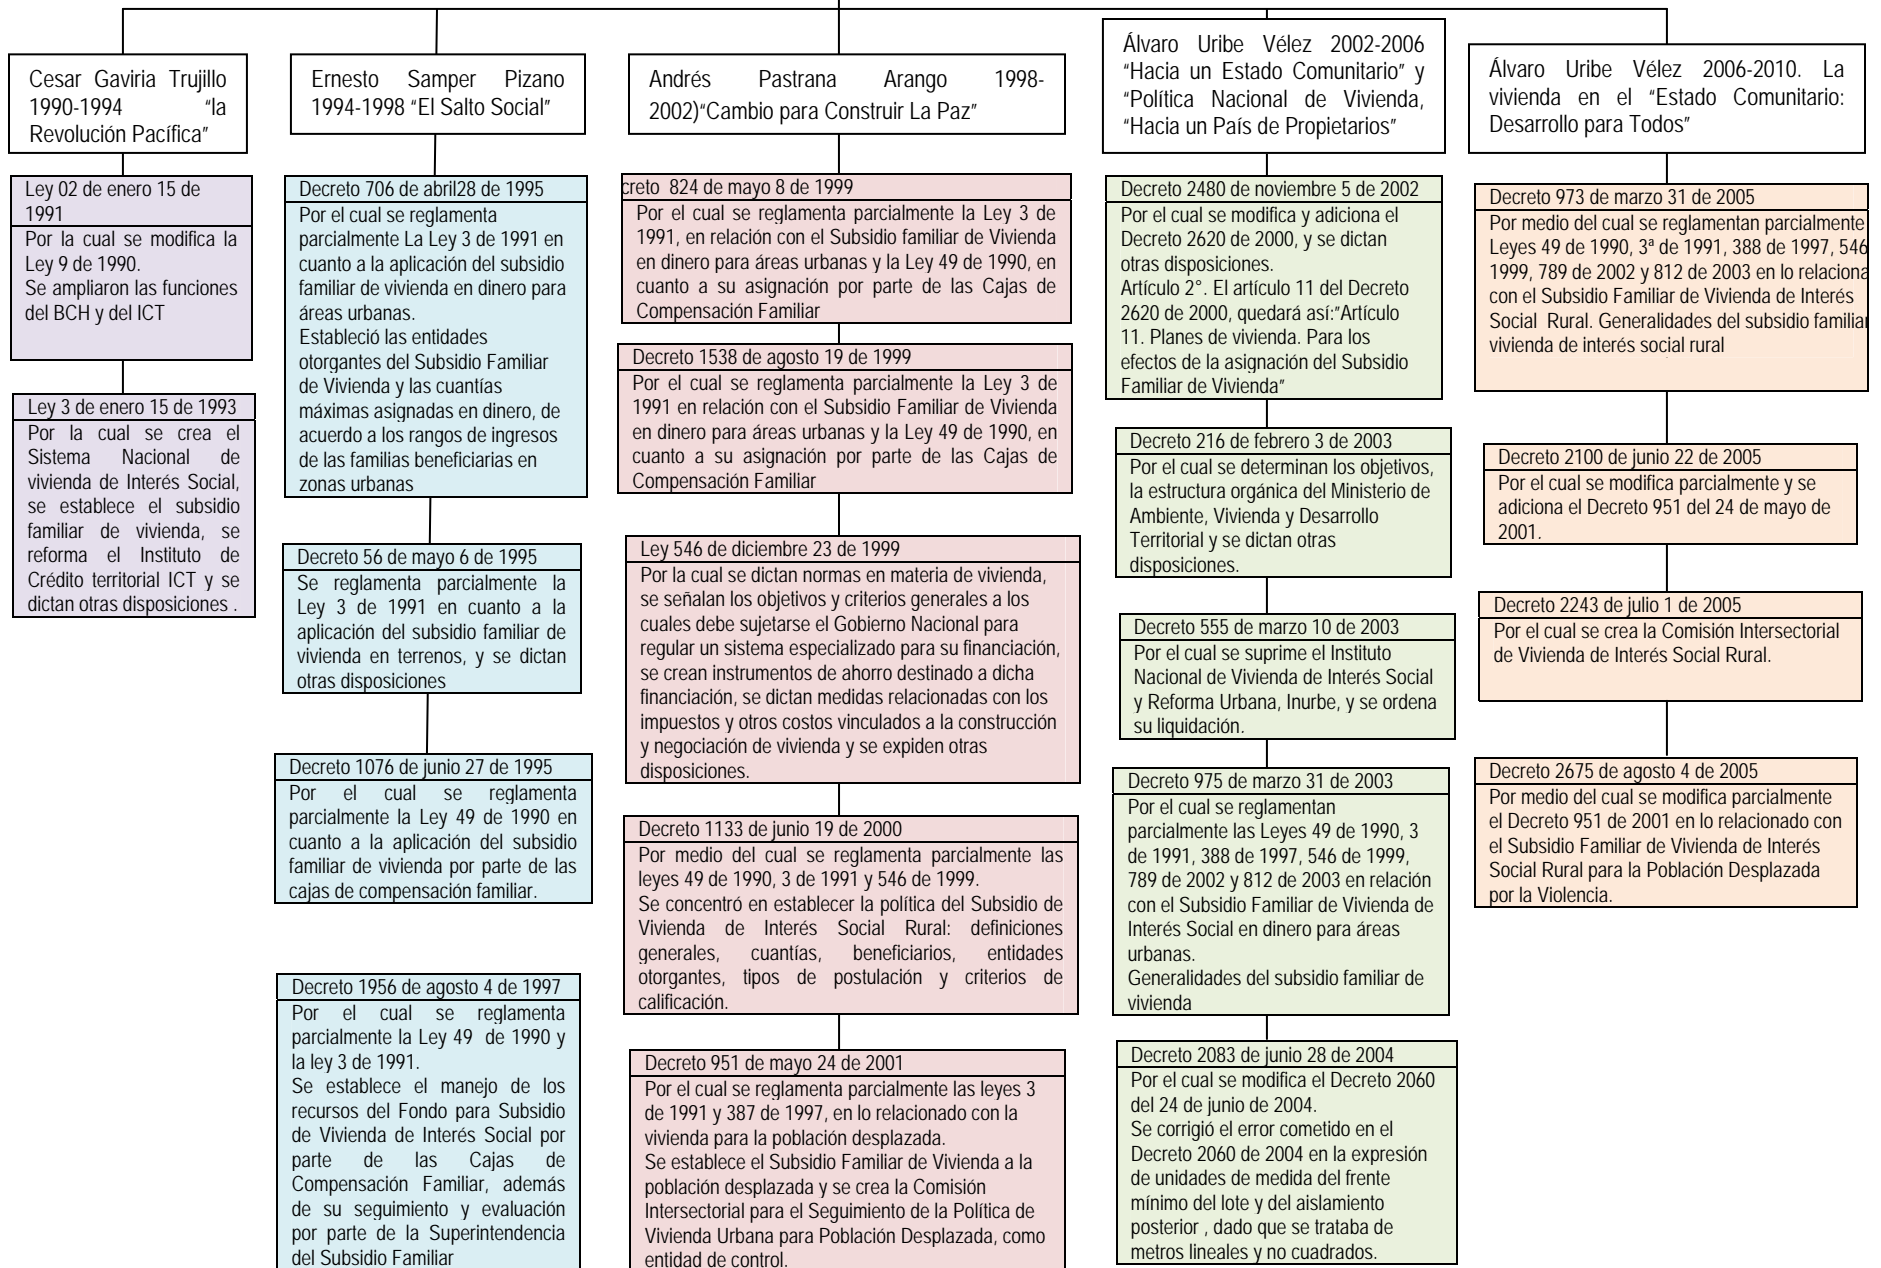 Cesar Gaviria Trujillo
1990-1994 "la
Revolución Pacífica"
Ley 02 de enero 15 de
1991
Por la cual se modifica la
Ley 9 de 1990.
Se ampliaron las funciones
del BCH y del ICT
Ley 3 de enero 15 de 1993
Por la cual se crea el
Sistema Nacional de
vivienda de Interés Social,
se establece el subsidio
familiar de vivienda, se
reforma el Instituto de
Crédito territorial ICT y se
dictan otras disposiciones .
Ernesto Samper Pizano
1994-1998 "El Salto Social"
Decreto 706 de abril28 de 1995
Por el cual se reglamenta
parcialmente La Ley 3 de 1991 en
cuanto a la aplicación del subsidio
familiar de vivienda en dinero para
áreas urbanas.
Estableció las entidades
otorgantes del Subsidio Familiar
de Vivienda y las cuantías
máximas asignadas en dinero, de
acuerdo a los rangos de ingresos
de las familias beneficiarias en
zonas urbanas
Decreto 56 de mayo 6 de 1995
Se reglamenta parcialmente la
Ley 3 de 1991 en cuanto a la
aplicación del subsidio familiar de
vivienda en terrenos, y se dictan
otras disposiciones
Decreto 1076 de junio 27 de 1995
Por el cual se reglamenta
parcialmente la Ley 49 de 1990 en
cuanto a la aplicación del subsidio
familiar de vivienda por parte de las
cajas de compensación familiar.
Decreto 1956 de agosto 4 de 1997
Por el cual se reglamenta
parcialmente la Ley 49 de 1990 y
la ley 3 de 1991.
Se establece el manejo de los
recursos del Fondo para Subsidio
de Vivienda de Interés Social por
parte de las Cajas de
Compensación Familiar, además
de su seguimiento y evaluación
por parte de la Superintendencia
del Subsidio Familiar
Andrés Pastrana Arango 1998-
2002)"Cambio para Construir La Paz"
creto 824 de mayo 8 de 1999
Por el cual se reglamenta parcialmente la Ley 3 de
1991, en relación con el Subsidio familiar de Vivienda
en dinero para áreas urbanas y la Ley 49 de 1990, en
cuanto a su asignación por parte de las Cajas de
Compensación Familiar
Decreto 1538 de agosto 19 de 1999
Por el cual se reglamenta parcialmente la Ley 3 de
1991 en relación con el Subsidio Familiar de Vivienda
en dinero para áreas urbanas y la Ley 49 de 1990, en
cuanto a su asignación por parte de las Cajas de
Compensación Familiar
Ley 546 de diciembre 23 de 1999
Por la cual se dictan normas en materia de vivienda,
se señalan los objetivos y criterios generales a los
cuales debe sujetarse el Gobierno Nacional para
regular un sistema especializado para su financiación,
se crean instrumentos de ahorro destinado a dicha
financiación, se dictan medidas relacionadas con los
impuestos y otros costos vinculados a la construcción
y negociación de vivienda y se expiden otras
disposiciones.
Decreto 1133 de junio 19 de 2000
Por medio del cual se reglamenta parcialmente las
leyes 49 de 1990, 3 de 1991 y 546 de 1999.
Se concentró en establecer la política del Subsidio de
Vivienda de Interés Social Rural: definiciones
generales, cuantías, beneficiarios, entidades
otorgantes, tipos de postulación y criterios de
calificación.
Decreto 951 de mayo 24 de 2001
Por el cual se reglamenta parcialmente las leyes 3
de 1991 y 387 de 1997, en lo relacionado con la
vivienda para la población desplazada.
Se establece el Subsidio Familiar de Vivienda a la
población desplazada y se crea la Comisión
Intersectorial para el Seguimiento de la Política de
Vivienda Urbana para Población Desplazada, como
entidad de control.
Álvaro Uribe Vélez 2002-2006
"Hacia un Estado Comunitario" y
"Política Nacional de Vivienda,
"Hacia un País de Propietarios"
Decreto 2480 de noviembre 5 de 2002
Por el cual se modifica y adiciona el
Decreto 2620 de 2000, y se dictan
otras disposiciones.
Artículo 2°. El artículo 11 del Decreto
2620 de 2000, quedará así:"Artículo
11. Planes de vivienda. Para los
efectos de la asignación del Subsidio
Familiar de Vivienda"
Decreto 216 de febrero 3 de 2003
Por el cual se determinan los objetivos,
la estructura orgánica del Ministerio de
Ambiente, Vivienda y Desarrollo
Territorial y se dictan otras
disposiciones.
Decreto 555 de marzo 10 de 2003
Por el cual se suprime el Instituto
Nacional de Vivienda de Interés Social
y Reforma Urbana, Inurbe, y se ordena
su liquidación.
Decreto 975 de marzo 31 de 2003
Por el cual se reglamentan
parcialmente las Leyes 49 de 1990, 3
de 1991, 388 de 1997, 546 de 1999,
789 de 2002 y 812 de 2003 en relación
con el Subsidio Familiar de Vivienda de
Interés Social en dinero para áreas
urbanas.
Generalidades del subsidio familiar de
vivienda
Decreto 2083 de junio 28 de 2004
Por el cual se modifica el Decreto 2060
del 24 de junio de 2004.
Se corrigió el error cometido en el
Decreto 2060 de 2004 en la expresión
de unidades de medida del frente
mínimo del lote y del aislamiento
posterior , dado que se trataba de
metros lineales y no cuadrados.
Álvaro Uribe Vélez 2006-2010. La
vivienda en el "Estado Comunitario:
Desarrollo para Todos"
Decreto 973 de marzo 31 de 2005
Por medio del cual se reglamentan parcialmente
Leyes 49 de 1990, 3ª de 1991, 388 de 1997, 546
1999, 789 de 2002 y 812 de 2003 en lo relaciona
con el Subsidio Familiar de Vivienda de Interés
Social Rural. Generalidades del subsidio familiar
vivienda de interés social rural
Decreto 2100 de junio 22 de 2005
Por el cual se modifica parcialmente y se
adiciona el Decreto 951 del 24 de mayo de
2001.
Decreto 2243 de julio 1 de 2005
Por el cual se crea la Comisión Intersectorial
de Vivienda de Interés Social Rural.
Decreto 2675 de agosto 4 de 2005
Por medio del cual se modifica parcialmente
el Decreto 951 de 2001 en lo relacionado con
el Subsidio Familiar de Vivienda de Interés
Social Rural para la Población Desplazada
por la Violencia.